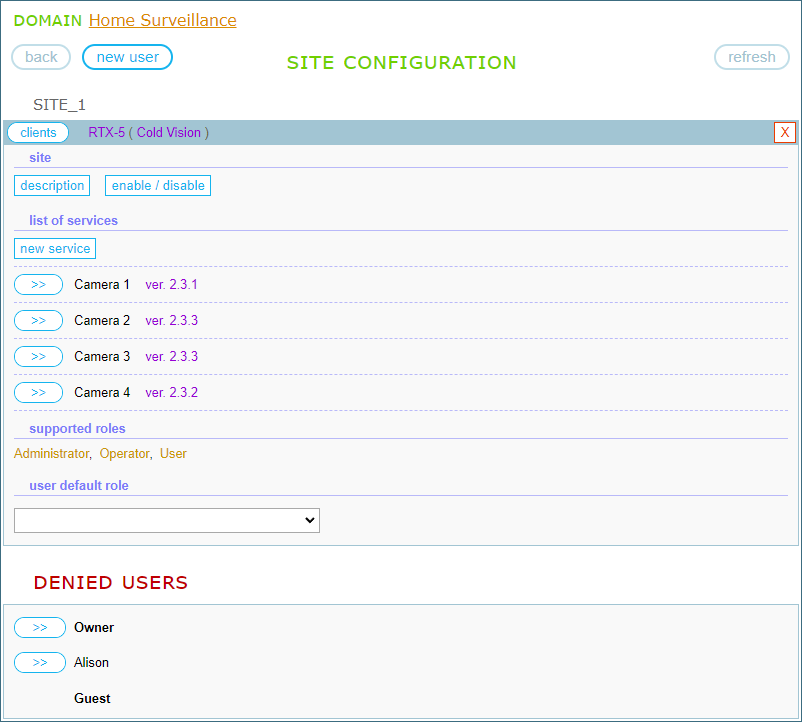 DOMAIN Home Surveillance
back new user SITE CONFIGURATION refresh
SITE_1
clients RTX-5 ( Cold Vision ) X
site
description enable / disable
list of services
new service
>> Camera 1 ver. 2.3.1
>> Camera 2 ver. 2.3.3
>> Camera 3 ver. 2.3.3
>> Camera 4 ver. 2.3.2
supported roles
Administrator, Operator, User
user default role
DENIED USERS
>> Owner
>> Alison
Guest